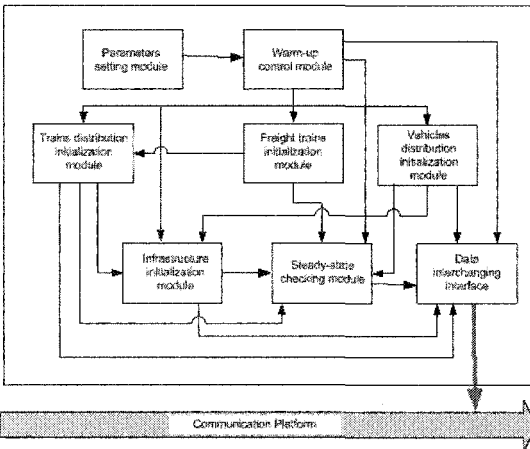 Parameters
setting module
Warm-up
control module
Trains distribution
initialization
module
Freight trains
initialization
module
Vehicles
distribution
initialization
module
Infrastructure
initialization
module
Steady-state
checking module
Data
interchanging
interface
Communication Platform